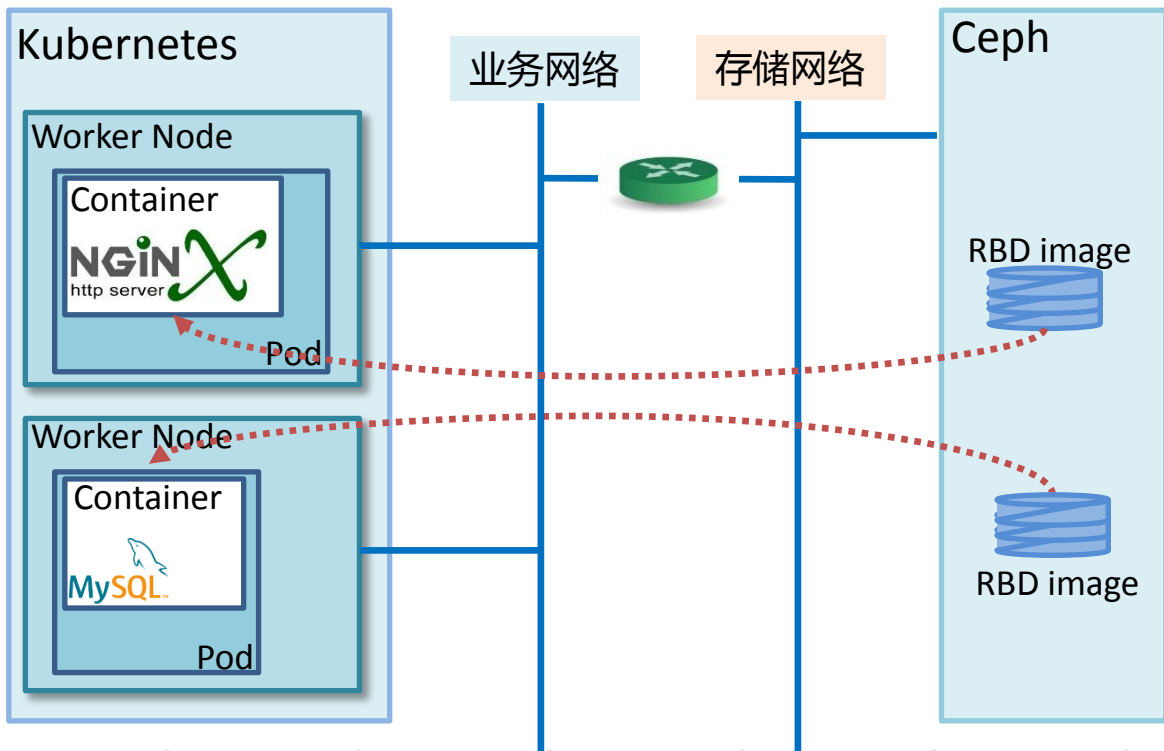 Kubernetes
业务网络
存储网络
Ceph
Worker Node
Container
NGiNX
http server
Pod
RBD image
Worker Node
Container
MySQL™
Pod
RBD image